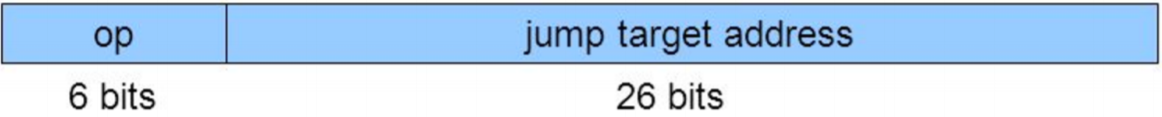 op jump target address
6 bits 26 bits